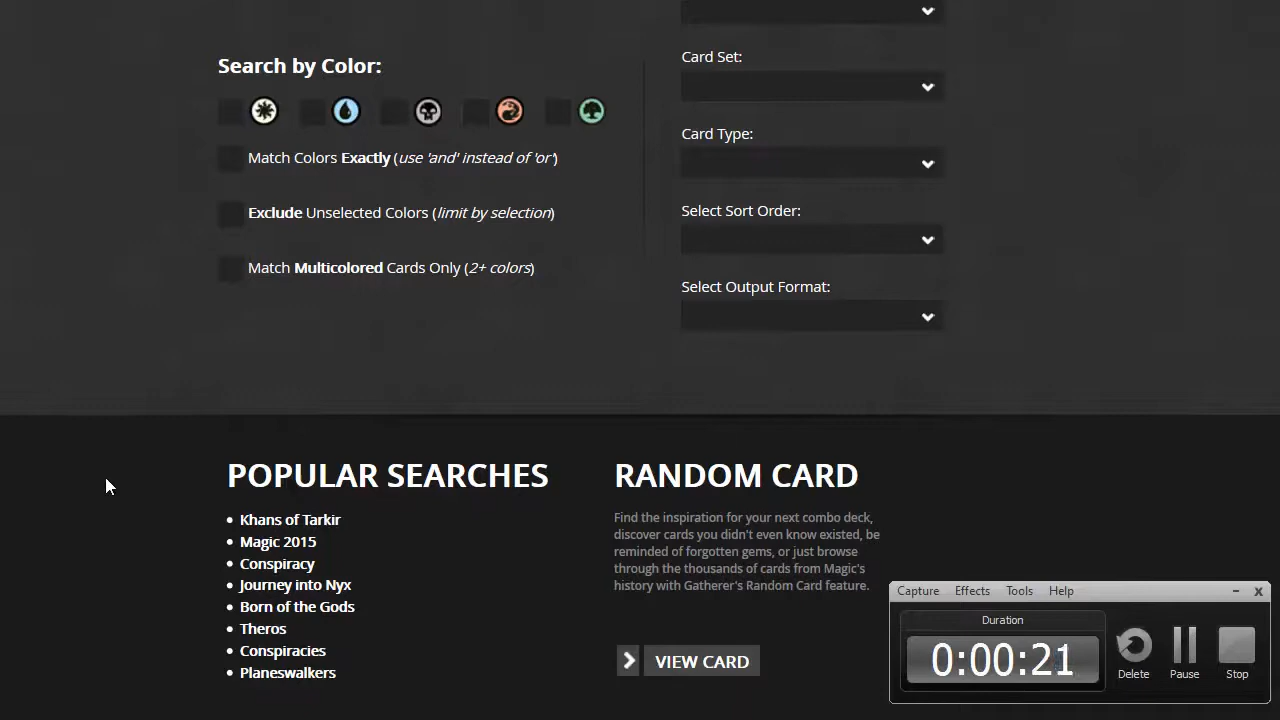 Search by Color:
Match Colors Exactly (use 'and' instead of 'or')
Exclude Unselected Colors (limit by selection)
Match Multicolored Cards Only (2+ colors)
Card Set:
Card Type:
Select Sort Order:
Select Output Format:
POPULAR SEARCHES
• Khans of Tarkir
• Magic 2015
• Conspiracy
• Journey into Nyx
• Born of the Gods
• Theros
• Conspiracies
• Planeswalkers
RANDOM CARD
Find the inspiration for your next combo deck,
discover cards you didn't even know existed, be
reminded of forgotten gems, or just browse
through the thousands of cards from Magic's
history with Gatherer's Random Card feature.
VIEW CARD
Capture Effects Tools Help
Duration
0:00:21
Delete Pause Stop